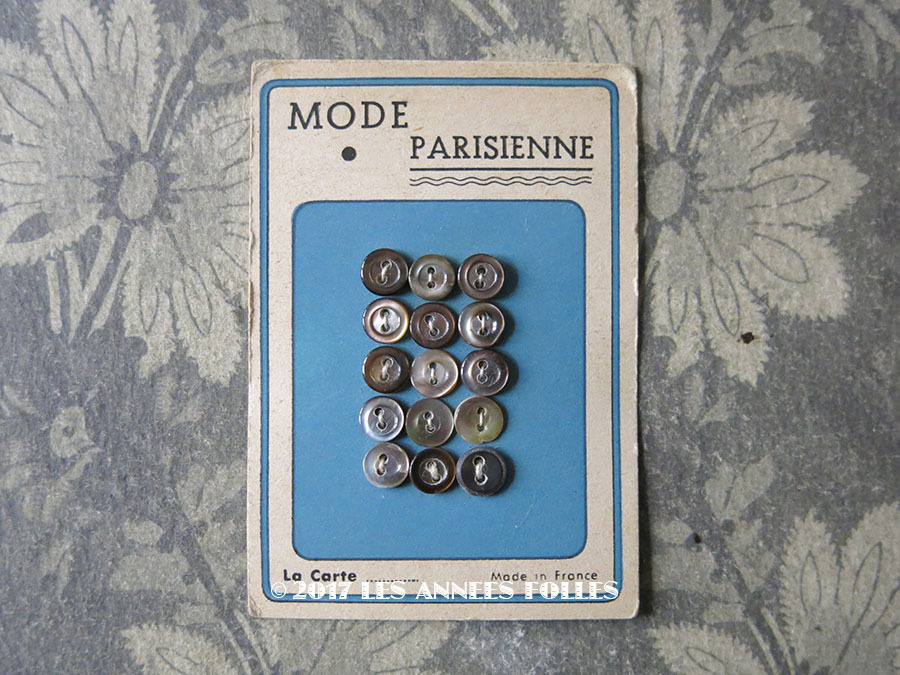 MODE
PARISIENNE
La Carte ............
Made in France
© 2017 LES ANNEES FOLLES